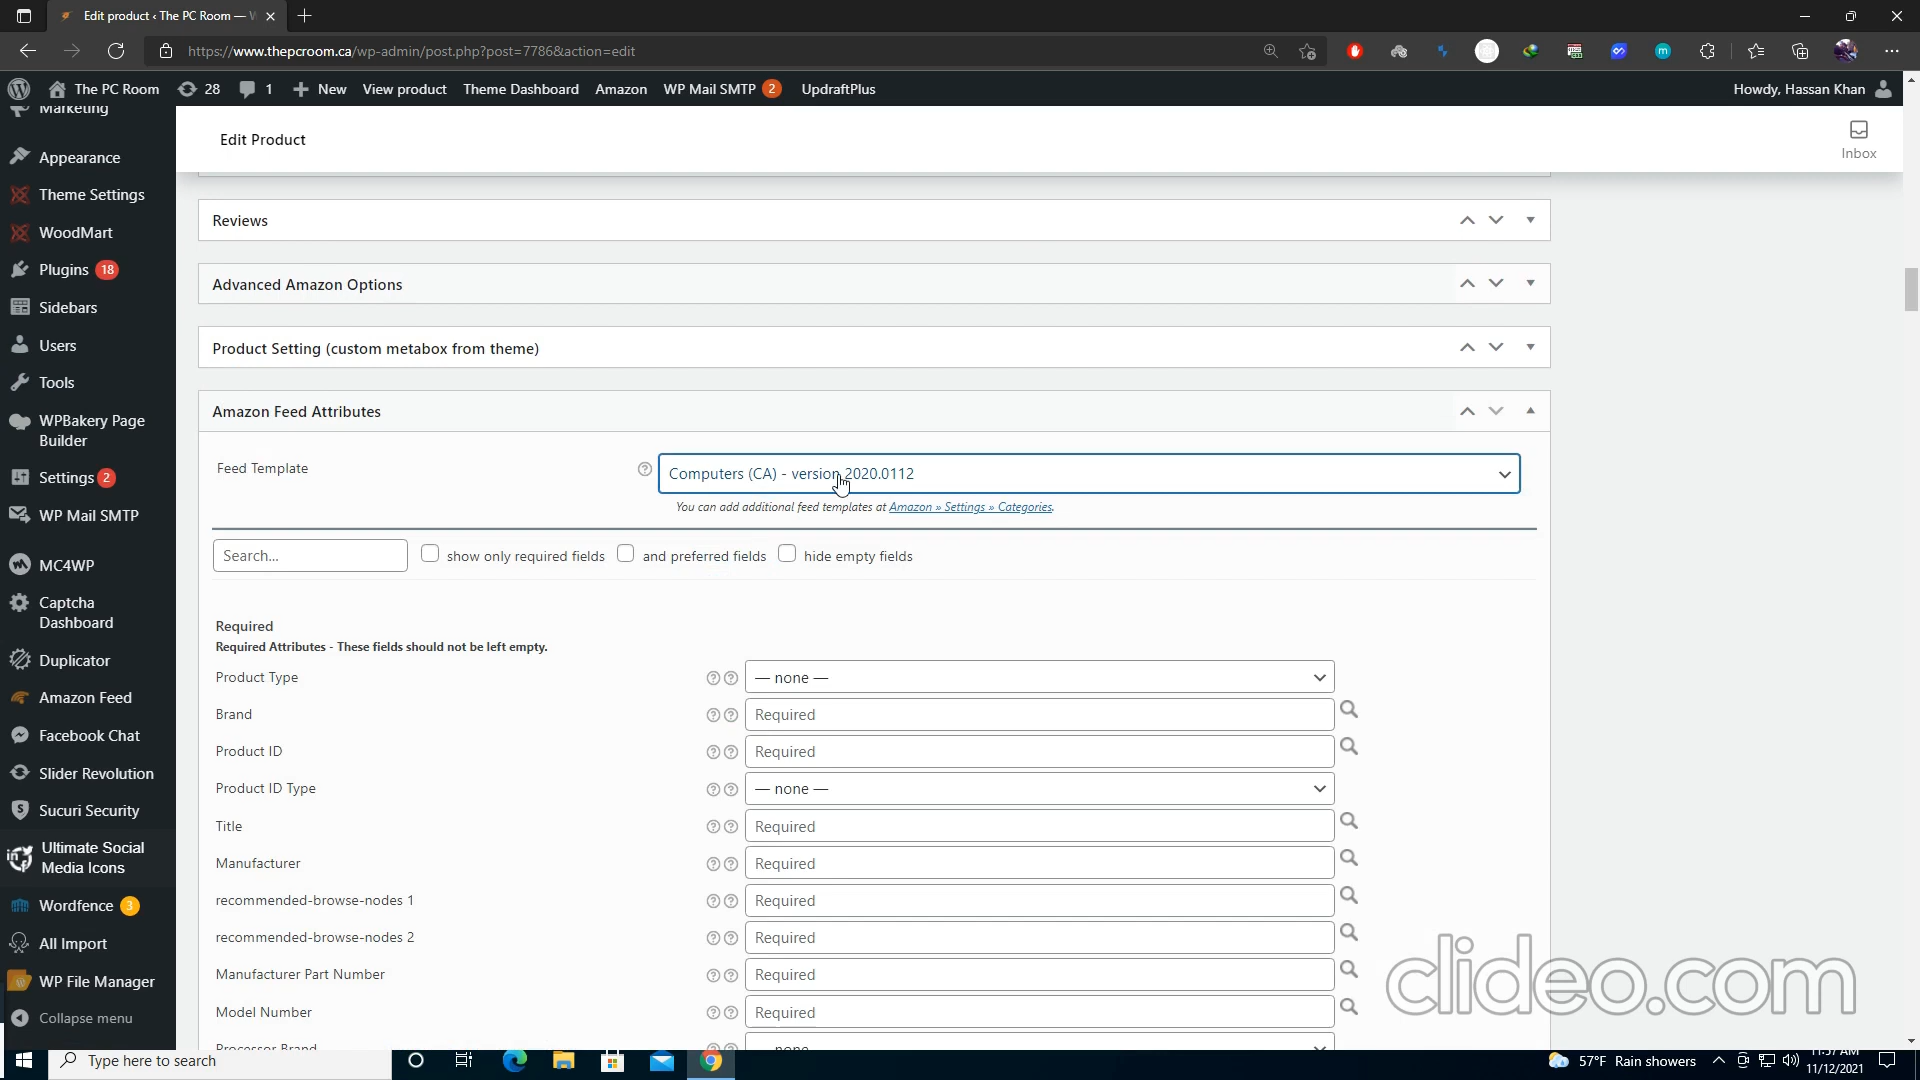 Edit product ‹ The PC Room —
https://www.thepcroom.ca/wp-admin/post.php?post=7786&action=edit
The PC Room 28 1 New View product Theme Dashboard Amazon WP Mail SMTP 2 UpdraftPlus Howdy, Hassan Khan
Marketing
Appearance
Theme Settings
WoodMart
Plugins 18
Sidebars
Users
Tools
WPBakery Page
Builder
Settings 2
WP Mail SMTP
MC4WP
Captcha
Dashboard
Duplicator
Amazon Feed
Facebook Chat
Slider Revolution
Sucuri Security
Ultimate Social
Media Icons
Wordfence 3
All Import
WP File Manager
Collapse menu
Edit Product
Inbox
Reviews
Advanced Amazon Options
Product Setting (custom metabox from theme)
Amazon Feed Attributes
Feed Template Computers (CA) - version 2020.0112
You can add additional feed templates at Amazon » Settings » Categories.
Search... show only required fields and preferred fields hide empty fields
Required
Required Attributes - These fields should not be left empty.
Product Type — none —
Brand Required
Product ID Required
Product ID Type — none —
Title Required
Manufacturer Required
recommended-browse-nodes 1 Required
recommended-browse-nodes 2 Required
Manufacturer Part Number Required
Model Number Required
Processor Brand — none —
clideo.com
Type here to search
57°F Rain showers
11:57 AM
11/12/2021